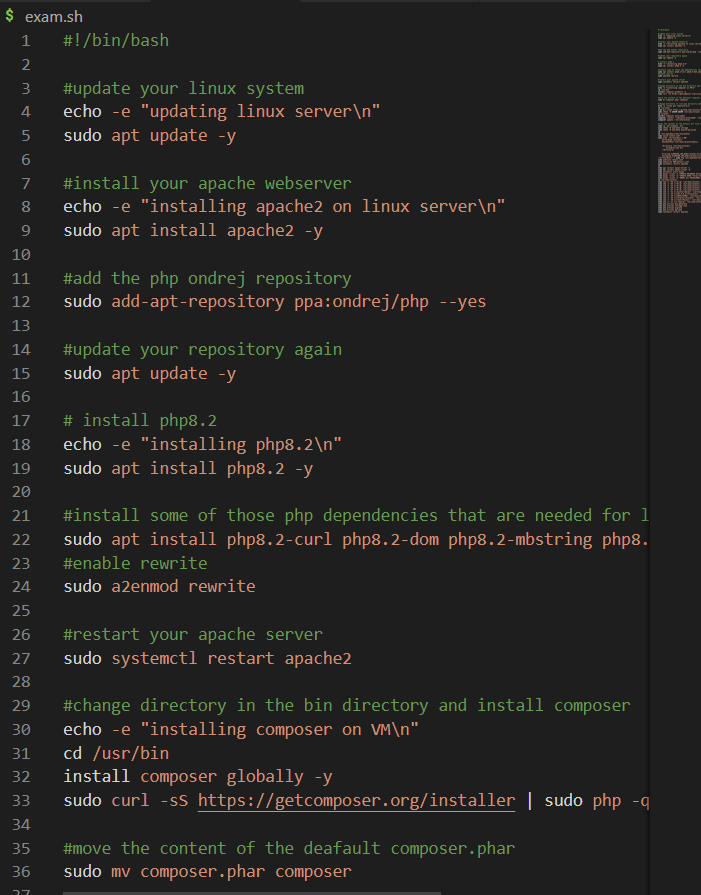 $ exam.sh
1 #!/bin/bash
2
3 #update your linux system
4 echo -e "updating linux server\n"
5 sudo apt update -y
6
7 #install your apache webserver
8 echo -e "installing apache2 on linux server\n"
9 sudo apt install apache2 -y
10
11 #add the php ondrej repository
12 sudo add-apt-repository ppa:ondrej/php --yes
13
14 #update your repository again
15 sudo apt update -y
16
17 # install php8.2
18 echo -e "installing php8.2\n"
19 sudo apt install php8.2 -y
20
21 #install some of those php dependencies that are needed for l
22 sudo apt install php8.2-curl php8.2-dom php8.2-mbstring php8.
23 #enable rewrite
24 sudo a2enmod rewrite
25
26 #restart your apache server
27 sudo systemctl restart apache2
28
29 #change directory in the bin directory and install composer
30 echo -e "installing composer on VM\n"
31 cd /usr/bin
32 install composer globally -y
33 sudo curl -sS https://getcomposer.org/installer | sudo php -q
34
35 #move the content of the deafault composer.phar
36 sudo mv composer.phar composer
37